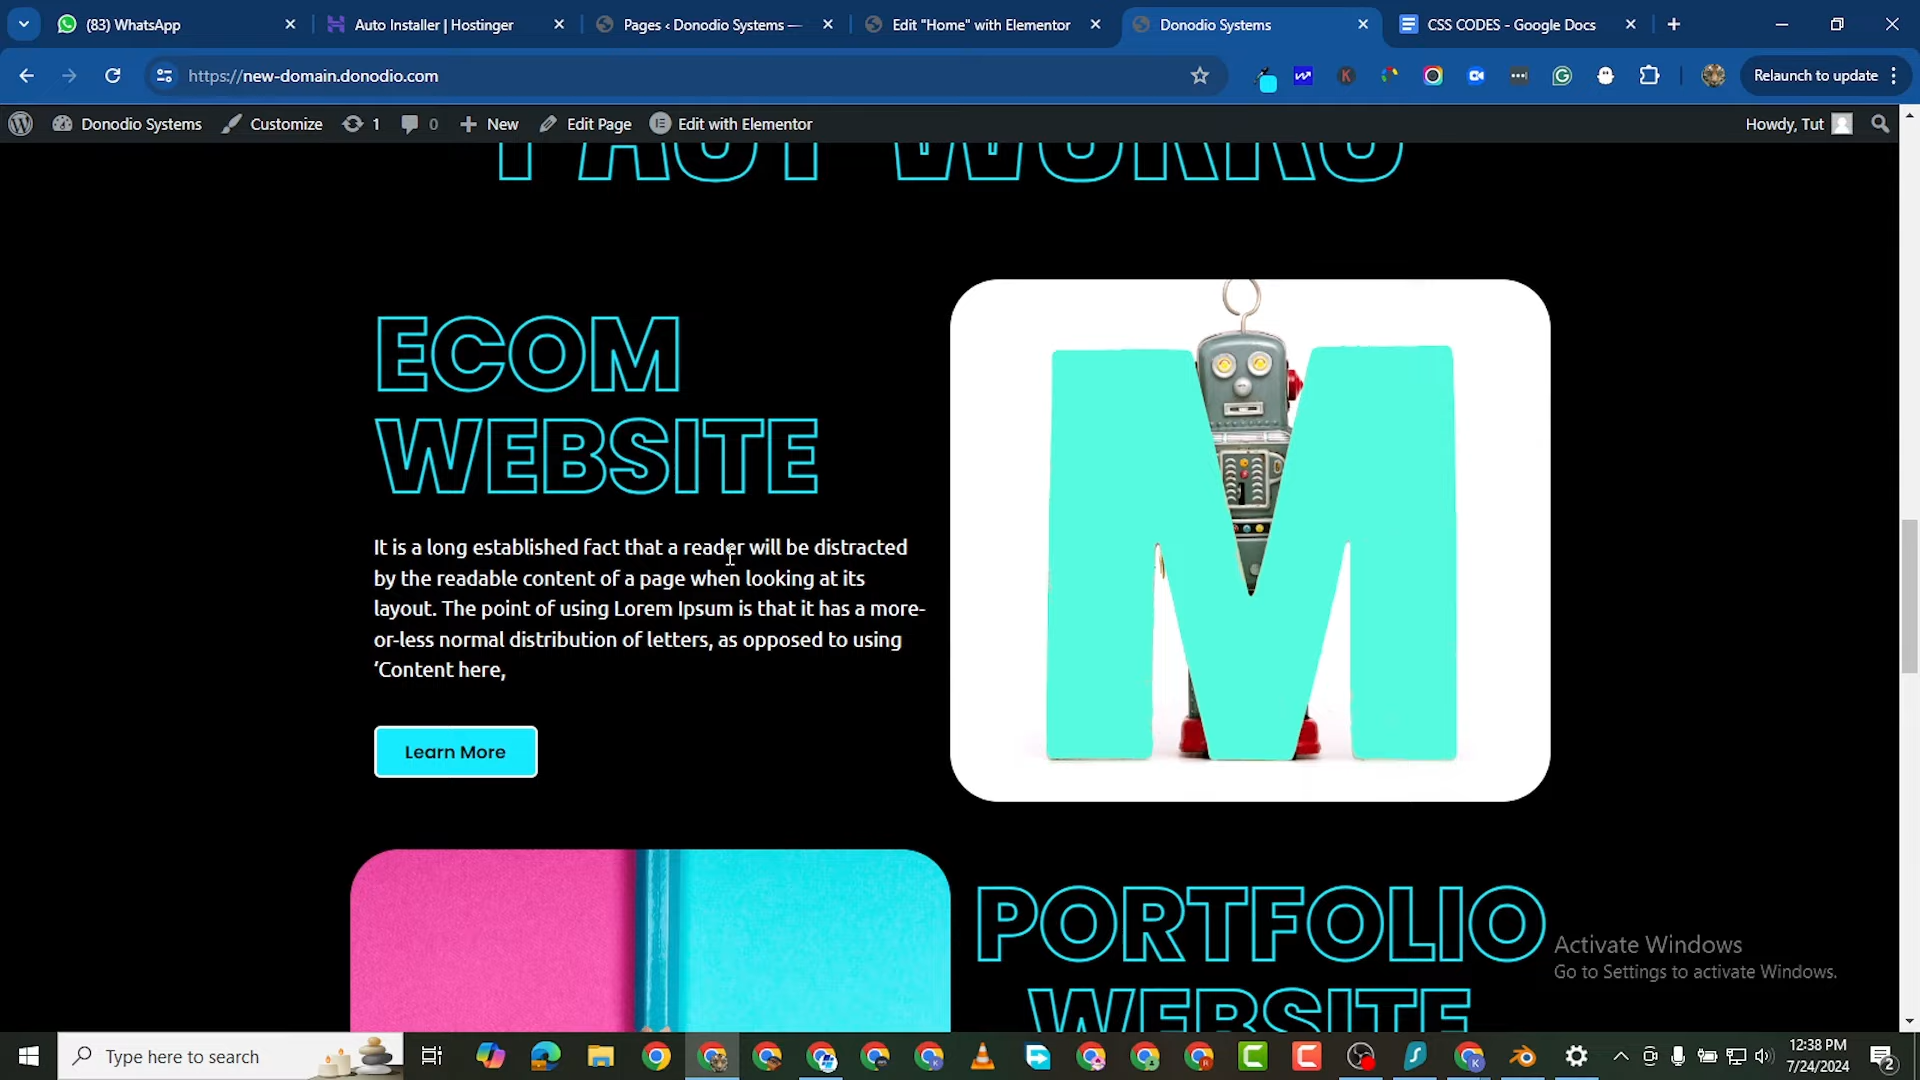 (83) WhatsApp
Auto Installer | Hostinger
Pages ‹ Donodio Systems —
Edit "Home" with Elementor
Donodio Systems
CSS CODES - Google Docs
https://new-domain.donodio.com
Relaunch to update
Donodio Systems
Customize
1
0
New
Edit Page
Edit with Elementor
Howdy, Tut
ECOM
WEBSITE
It is a long established fact that a reader will be distracted
by the readable content of a page when looking at its
layout. The point of using Lorem Ipsum is that it has a more-
or-less normal distribution of letters, as opposed to using
‘Content here,
Learn More
M
PORTFOLIO
WEBSITE
Activate Windows
Go to Settings to activate Windows.
Type here to search
12:38 PM
7/24/2024
2